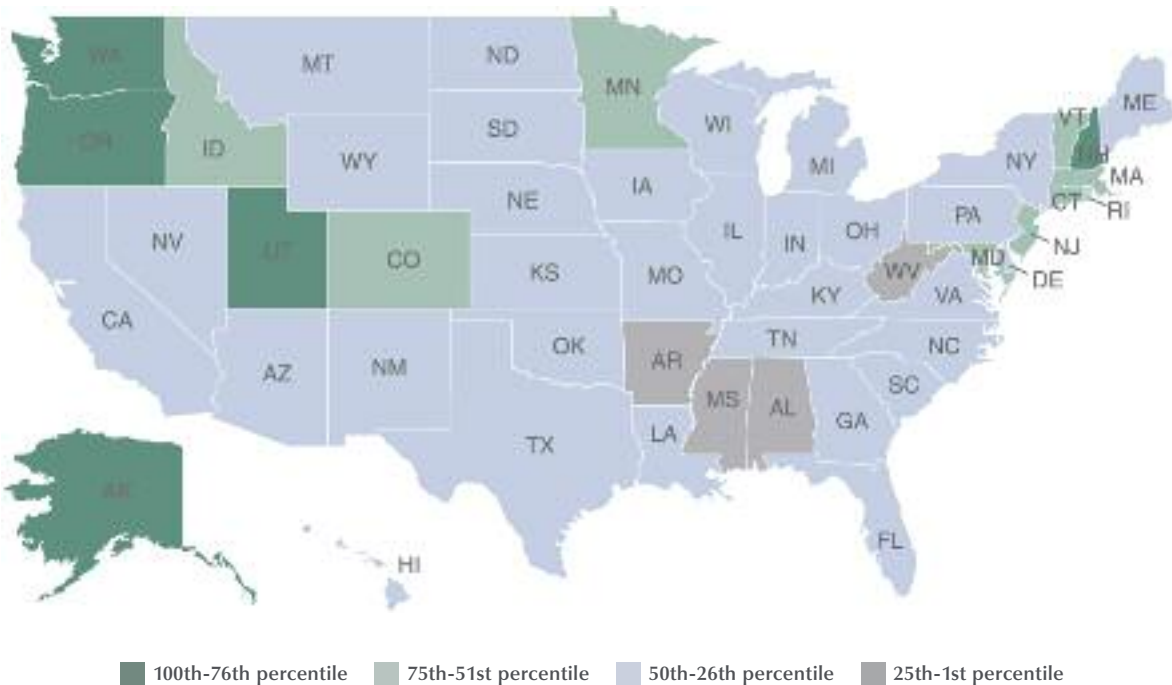 WA
MT
ND
MN
VT
ME
OR
ID
SD
WI
NH
WY
MI
NY
MA
IA
CT
RI
NE
PA
NV
IL
IN
OH
NJ
UT
CO
MD
KS
MO
WV
DE
KY
VA
CA
TN
OK
AR
NC
AZ
NM
SC
MS
AL
GA
LA
TX
AK
FL
HI
100th-76th percentile
75th-51st percentile
50th-26th percentile
25th-1st percentile